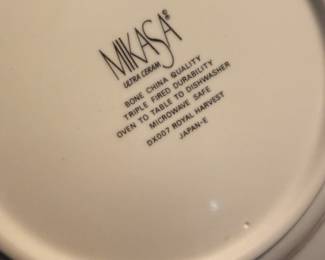 MIKASA®
ULTRA CERAM
BONE CHINA QUALITY
TRIPLE FIRED DURABILITY
OVEN TO TABLE TO DISHWASHER
MICROWAVE SAFE
DX007 ROYAL HARVEST
JAPAN-E